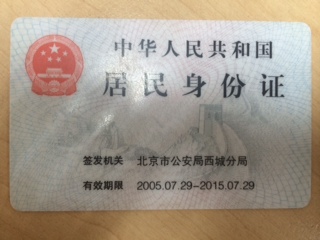 中华人民共和国
居民身份证
签发机关 北京市公安局西城分局
有效期限 2005.07.29-2015.07.29